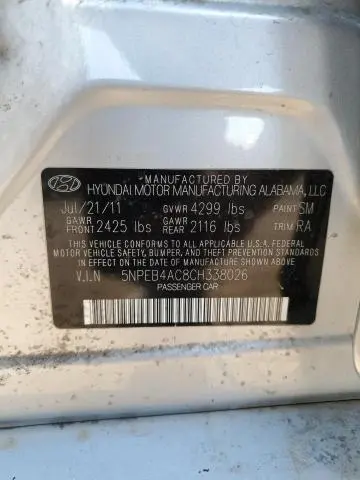 MANUFACTURED BY
HYUNDAI MOTOR MANUFACTURING ALABAMA, LLC
Jul/21/11 GVWR 4299 lbs PAINT SM
GAWR FRONT 2425 lbs GAWR REAR 2116 lbs TRIM RA
THIS VEHICLE CONFORMS TO ALL APPLICABLE U.S.A. FEDERAL
MOTOR VEHICLE SAFETY, BUMPER, AND THEFT PREVENTION STANDARDS
IN EFFECT ON THE DATE OF MANUFACTURE SHOWN ABOVE.
V.I.N 5NPEB4AC8CH338026
PASSENGER CAR